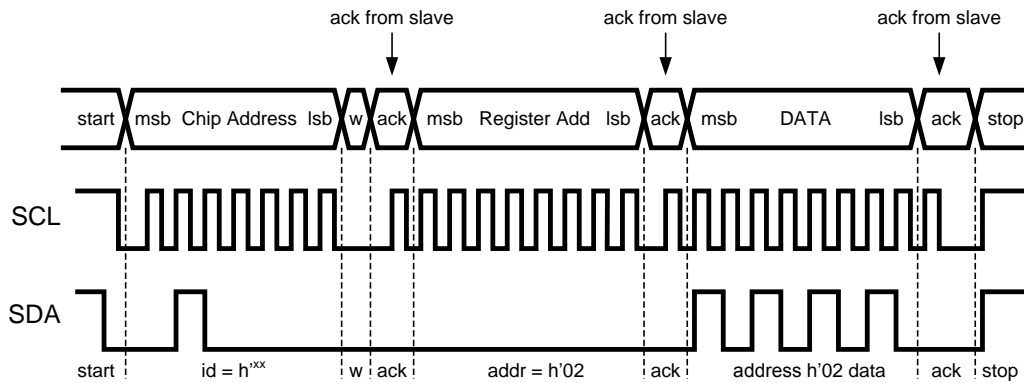 ack from slave ack from slave ack from slave
start msb Chip Address lsb w ack msb Register Add lsb ack msb DATA lsb ack stop
SCL
SDA
start id = h'xx w ack addr = h'02 ack address h'02 data ack stop